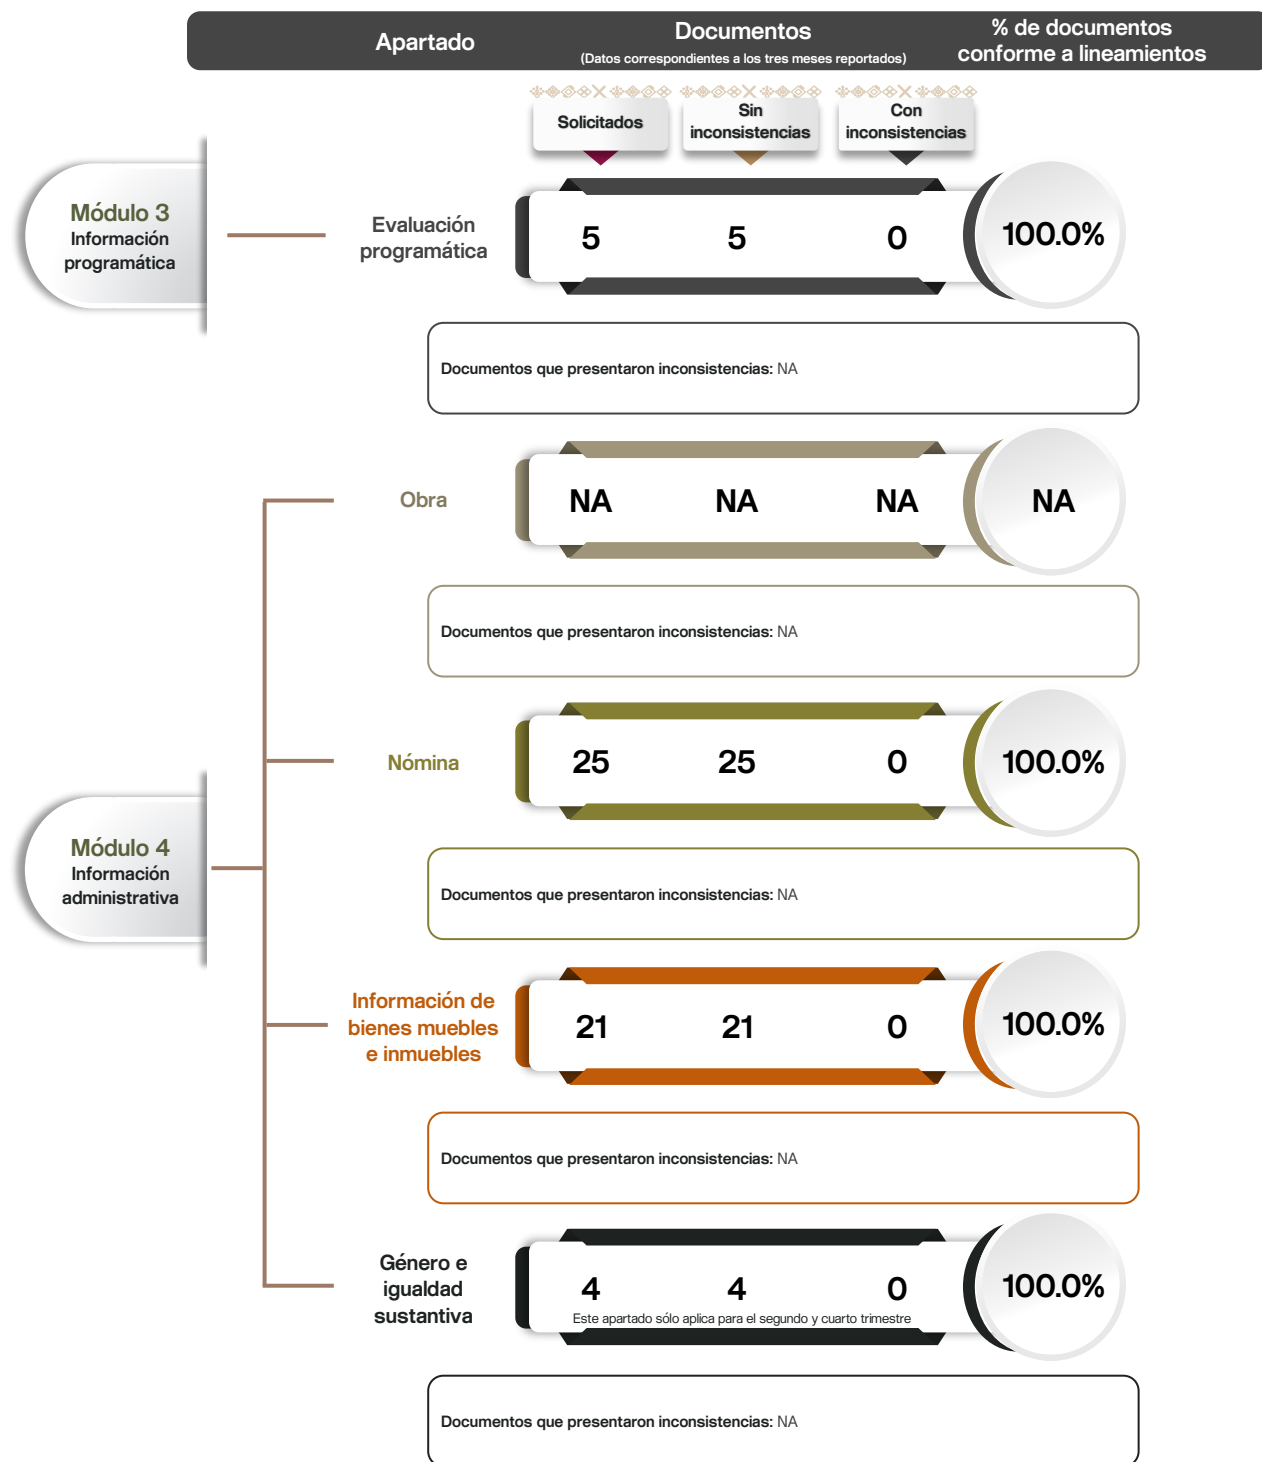 Apartado
Documentos
(Datos correspondientes a los tres meses reportados)
% de documentos
conforme a lineamientos
Solicitados
Sin
inconsistencias
Con
inconsistencias
Módulo 3
Información
programática
Evaluación
programática
5 5 0 100.0%
Documentos que presentaron inconsistencias: NA
Obra
NA NA NA NA
Documentos que presentaron inconsistencias: NA
Nómina
25 25 0 100.0%
Módulo 4
Información
administrativa
Documentos que presentaron inconsistencias: NA
Información de
bienes muebles
e inmuebles
21 21 0 100.0%
Documentos que presentaron inconsistencias: NA
Género e
igualdad
sustantiva
4 4 0 100.0%
Este apartado sólo aplica para el segundo y cuarto trimestre
Documentos que presentaron inconsistencias: NA